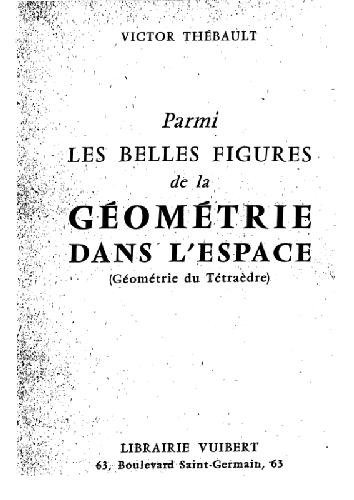 VICTOR THÉBAULT
Parmi
LES BELLES FIGURES
de la
GÉOMÉTRIE
DANS L'ESPACE
(Géométrie du Tétraèdre)
LIBRAIRIE VUIBERT
63, Boulevard Saint-Germain, 63